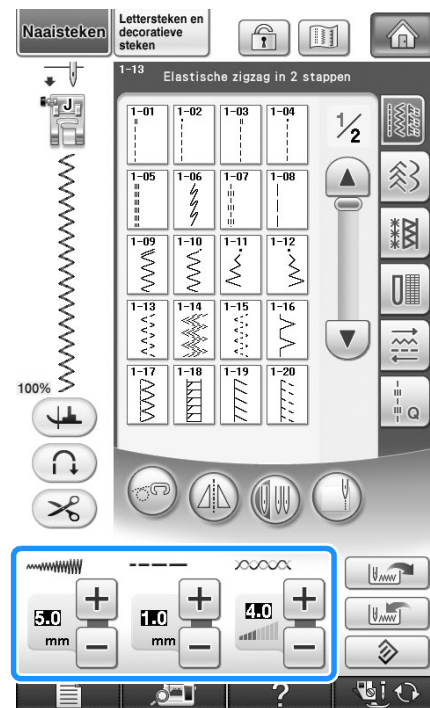 Naaisteken
Lettersteken en
decoratieve
steken
1-13
Elastische zigzag in 2 stappen
J
1-01 1-02 1-03 1-04
1/2
1-05 1-06 1-07 1-08
1-09 1-10 1-11 1-12
1-13 1-14 1-15 1-16
1-17 1-18 1-19 1-20
Q
100%
5.0 1.0 4.0
mm mm
+ + +
− − −
?